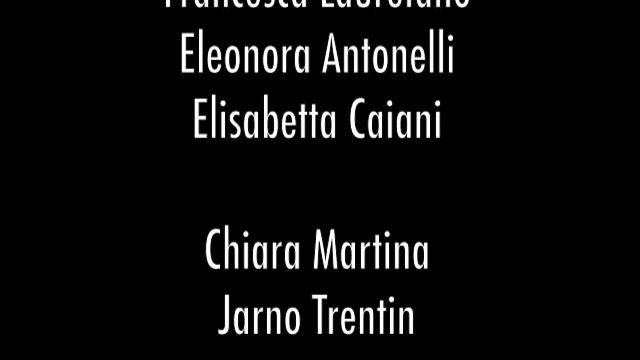 Eleonora Antonelli
Elisabetta Caiani
Chiara Martina
Jarno Trentin